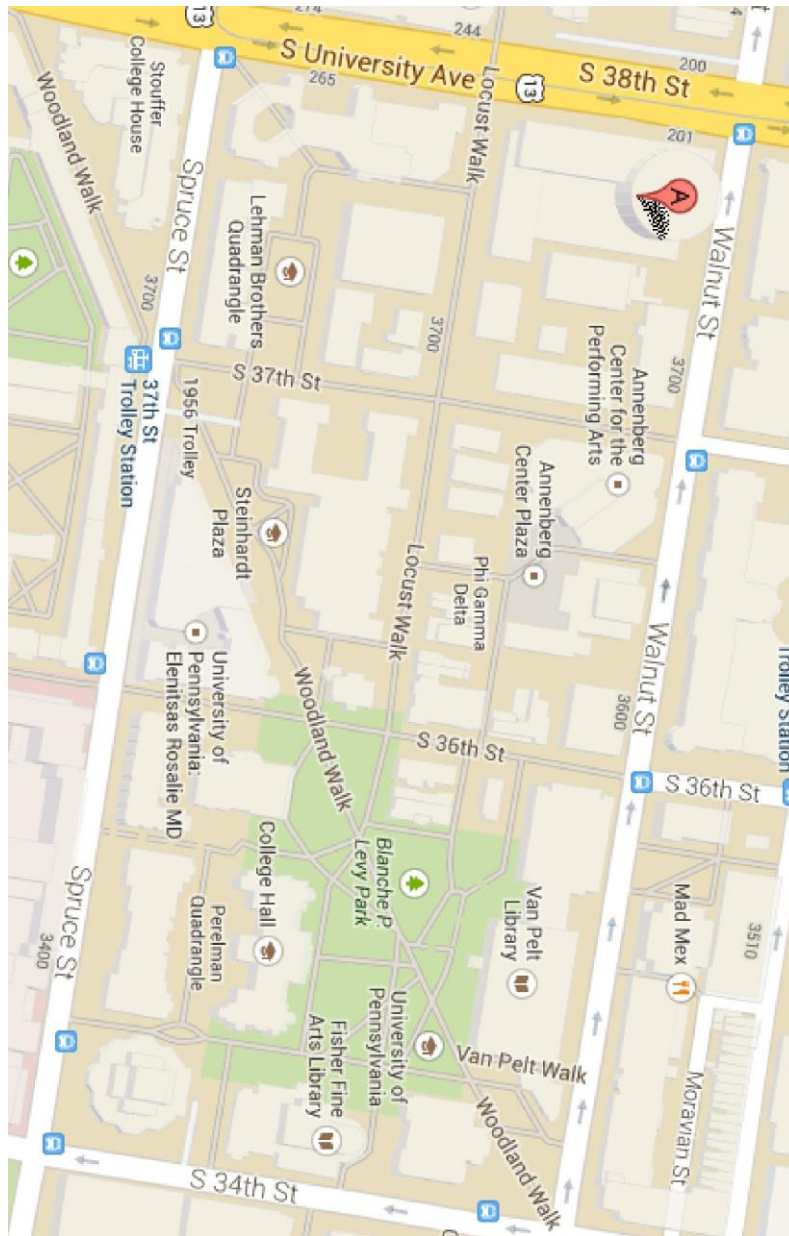 Trolley Station
St
4
S 36th St
3510
Moravian St
Walnut St
200
S 38th St
A
201
3700
Walnut St
3600
Mad Mex
Annenberg
Center for the
Performing Arts
Annenberg
Center Plaza
Van Pelt
Library
Van Pelt Walk
Woodland Walk
13
244
Locust Walk
3700
Phi Gamma
Delta
S 36th St
Locust Walk
Blanche P.
Levy Park
University of
Pennsylvania
S University Ave
265
274
S 37th St
Woodland Walk
Fisher Fine
Arts Library
Lehman Brothers
Quadrangle
Steinhardt
Plaza
College Hall
S 34th St
13
Spruce St
1956 Trolley
University of
Pennsylvania:
Elenitsas Rosalie MD
Perelman
Quadrangle
Stouffer
College House
3700
37th St
Trolley Station
Woodland Walk
Spruce St
3400